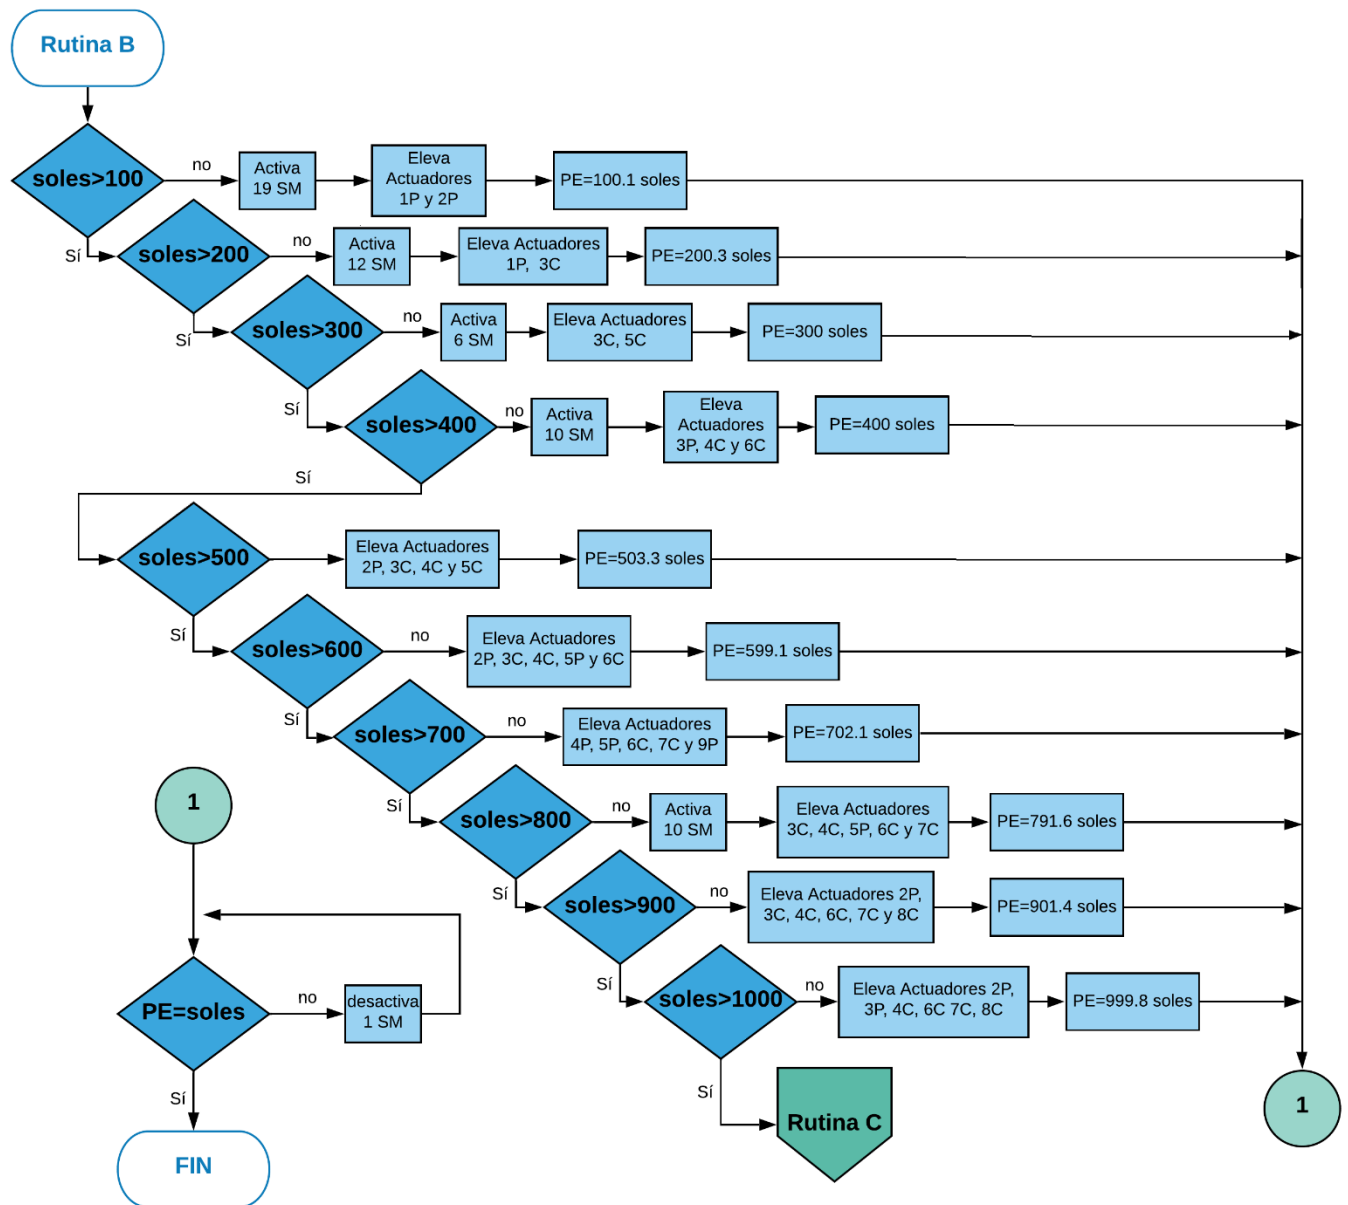 Rutina B
soles>100
no
Activa
19 SM
Eleva
Actuadores
1P y 2P
PE=100.1 soles
Sí
soles>200
no
Activa
12 SM
Eleva Actuadores
1P,  3C
PE=200.3 soles
Sí
soles>300
no
Activa
6 SM
Eleva Actuadores
3C, 5C
PE=300 soles
Sí
soles>400
no
Activa
10 SM
Eleva
Actuadores
3P, 4C y 6C
PE=400 soles
Sí
soles>500
Eleva Actuadores
2P, 3C, 4C y 5C
PE=503.3 soles
Sí
soles>600
no
Eleva Actuadores
2P, 3C, 4C, 5P y 6C
PE=599.1 soles
Sí
soles>700
no
Eleva Actuadores
4P, 5P, 6C, 7C y 9P
PE=702.1 soles
Sí
soles>800
no
Activa
10 SM
Eleva Actuadores
3C, 4C, 5P, 6C y 7C
PE=791.6 soles
Sí
soles>900
no
Eleva Actuadores 2P,
3C, 4C, 6C, 7C y 8C
PE=901.4 soles
Sí
soles>1000
no
Eleva Actuadores 2P,
3P, 4C, 6C 7C, 8C
PE=999.8 soles
Sí
Rutina C
1
1
PE=soles
no
desactiva
1 SM
Sí
FIN